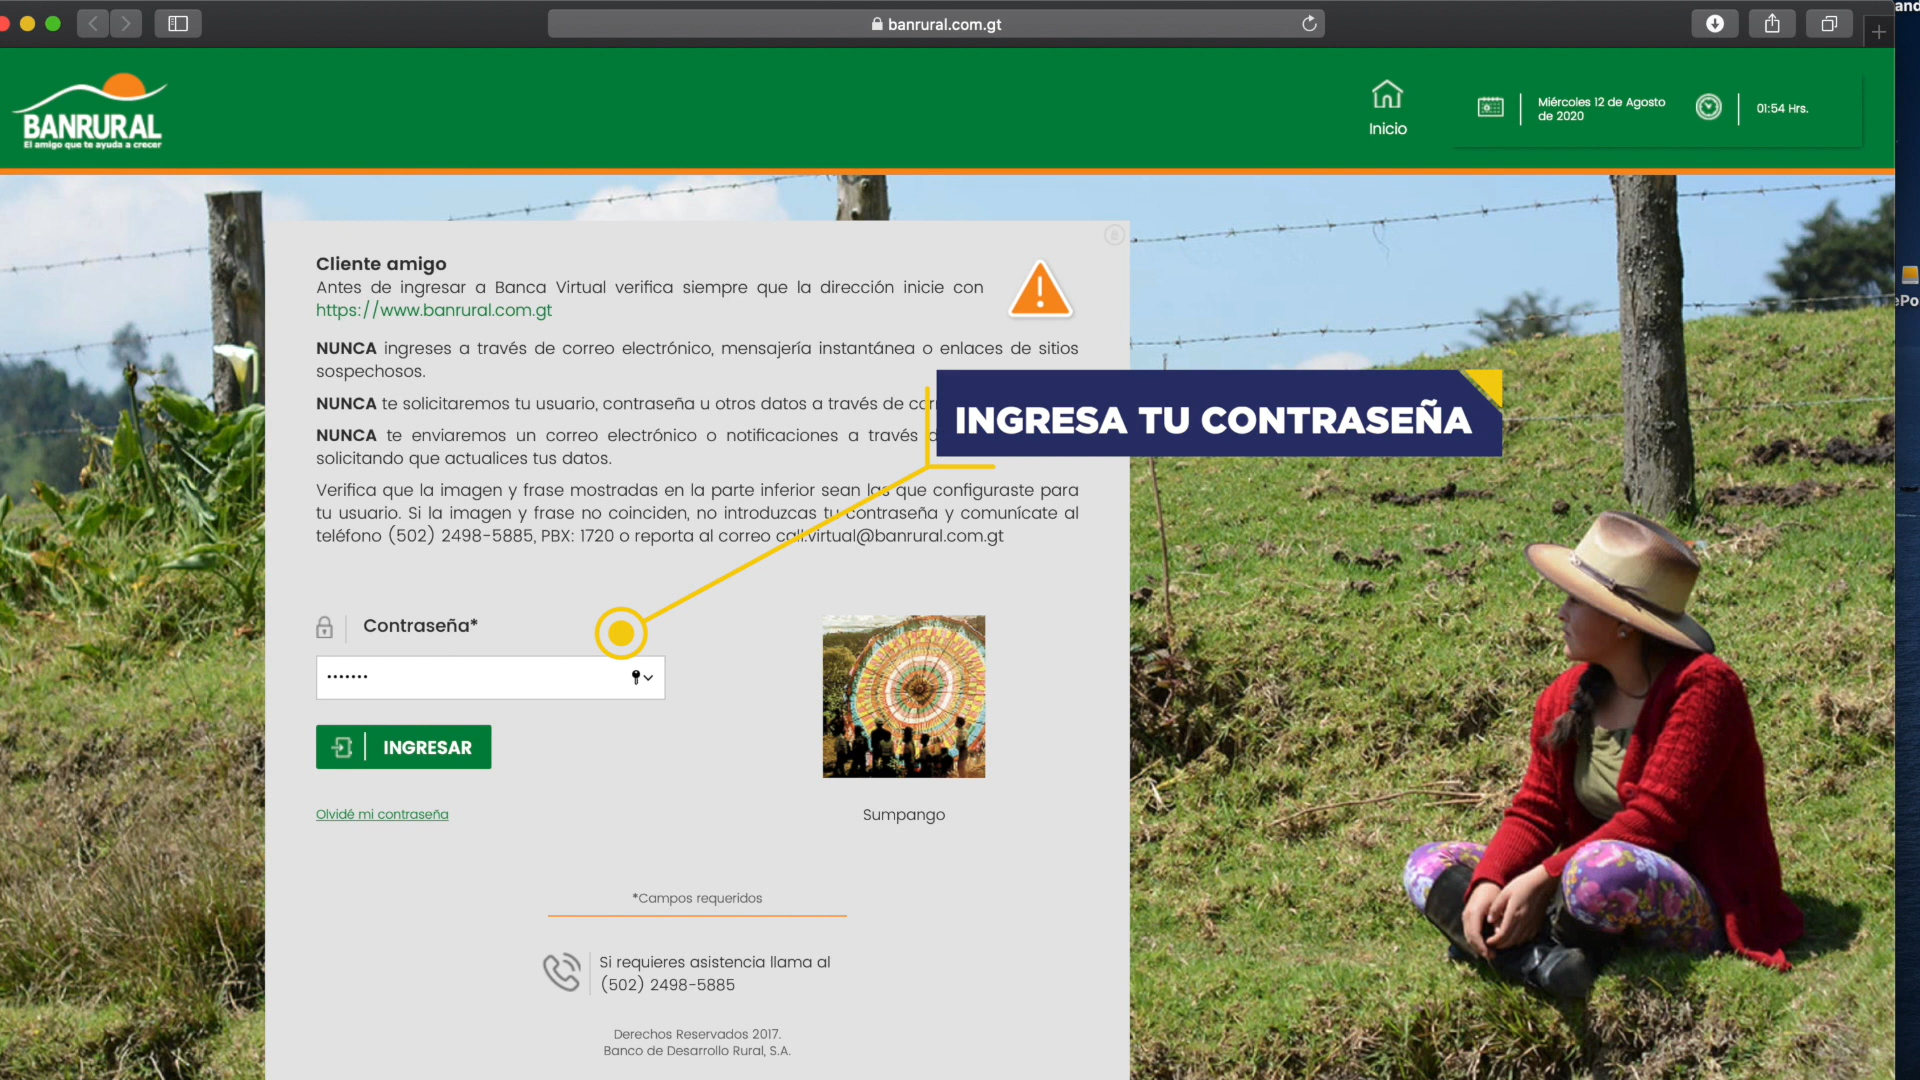 and
banrural.com.gt
BANRURAL
El amigo que te ayuda a crecer
Inicio
Miércoles 12 de Agosto
de 2020
01:54 Hrs.
Cliente amigo
Antes de ingresar a Banca Virtual verifica siempre que la dirección inicie con
https://www.banrural.com.gt
NUNCA ingreses a través de correo electrónico, mensajería instantánea o enlaces de sitios
sospechosos.
NUNCA te solicitaremos tu usuario, contraseña u otros datos a través de
NUNCA te enviaremos un correo electrónico o notificaciones a través
solicitando que actualices tus datos.
INGRESA TU CONTRASEÑA
Verifica que la imagen y frase mostradas en la parte inferior sean las que configuraste para
tu usuario. Si la imagen y frase no coinciden, no introduzcas tu contraseña y comunícate al
teléfono (502) 2498-5885, PBX: 1720 o reporta al correo call.virtual@banrural.com.gt
Contraseña*
INGRESAR
Olvidé mi contraseña
Sumpango
*Campos requeridos
Si requieres asistencia llama al
(502) 2498-5885
Derechos Reservados 2017.
Banco de Desarrollo Rural, S.A.
ePo